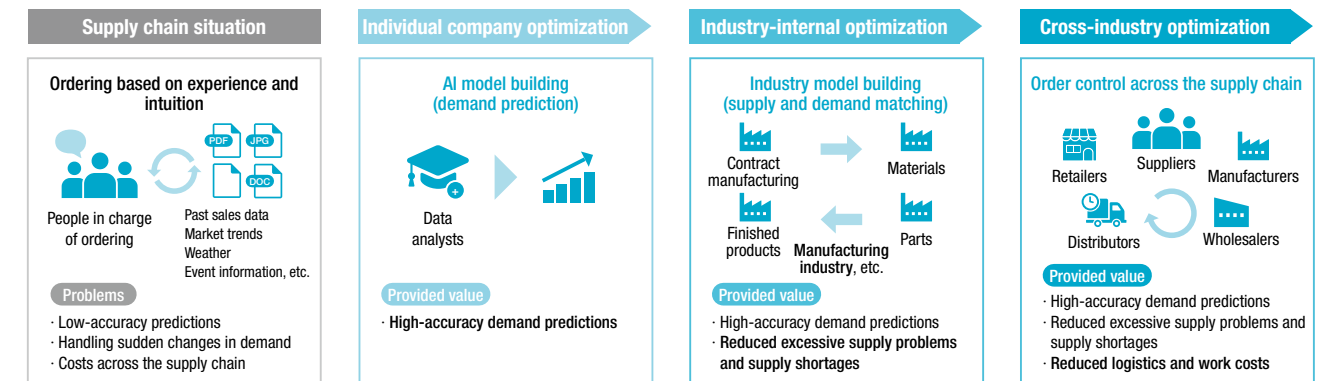 Supply chain situation
Ordering based on experience and
intuition
PDF
JPG
DOC
People in charge
of ordering
Past sales data
Market trends
Weather
Event information, etc.
Problems
· Low-accuracy predictions
· Handling sudden changes in demand
· Costs across the supply chain
Individual company optimization
AI model building
(demand prediction)
Data
analysts
Provided value
· High-accuracy demand predictions
Industry-internal optimization
Industry model building
(supply and demand matching)
Contract
manufacturing
Materials
Finished
products
Manufacturing
industry, etc.
Parts
Provided value
· High-accuracy demand predictions
· Reduced excessive supply problems
and supply shortages
Cross-industry optimization
Order control across the supply chain
Retailers
Suppliers
Manufacturers
Distributors
Wholesalers
Provided value
· High-accuracy demand predictions
· Reduced excessive supply problems and
supply shortages
· Reduced logistics and work costs